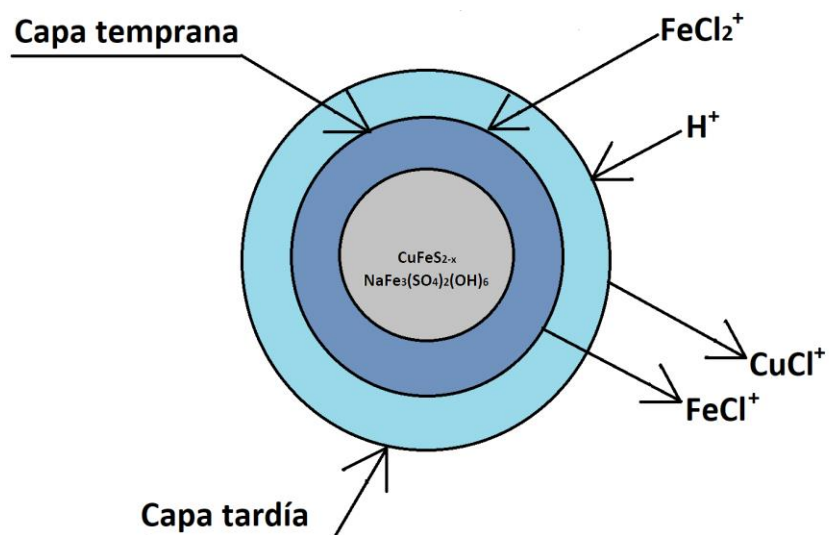 Capa temprana
FeCl₂⁺
H⁺
CuFeS₂₋ₓ
NaFe₃(SO₄)₂(OH)₆
CuCl⁺
FeCl⁺
Capa tardía